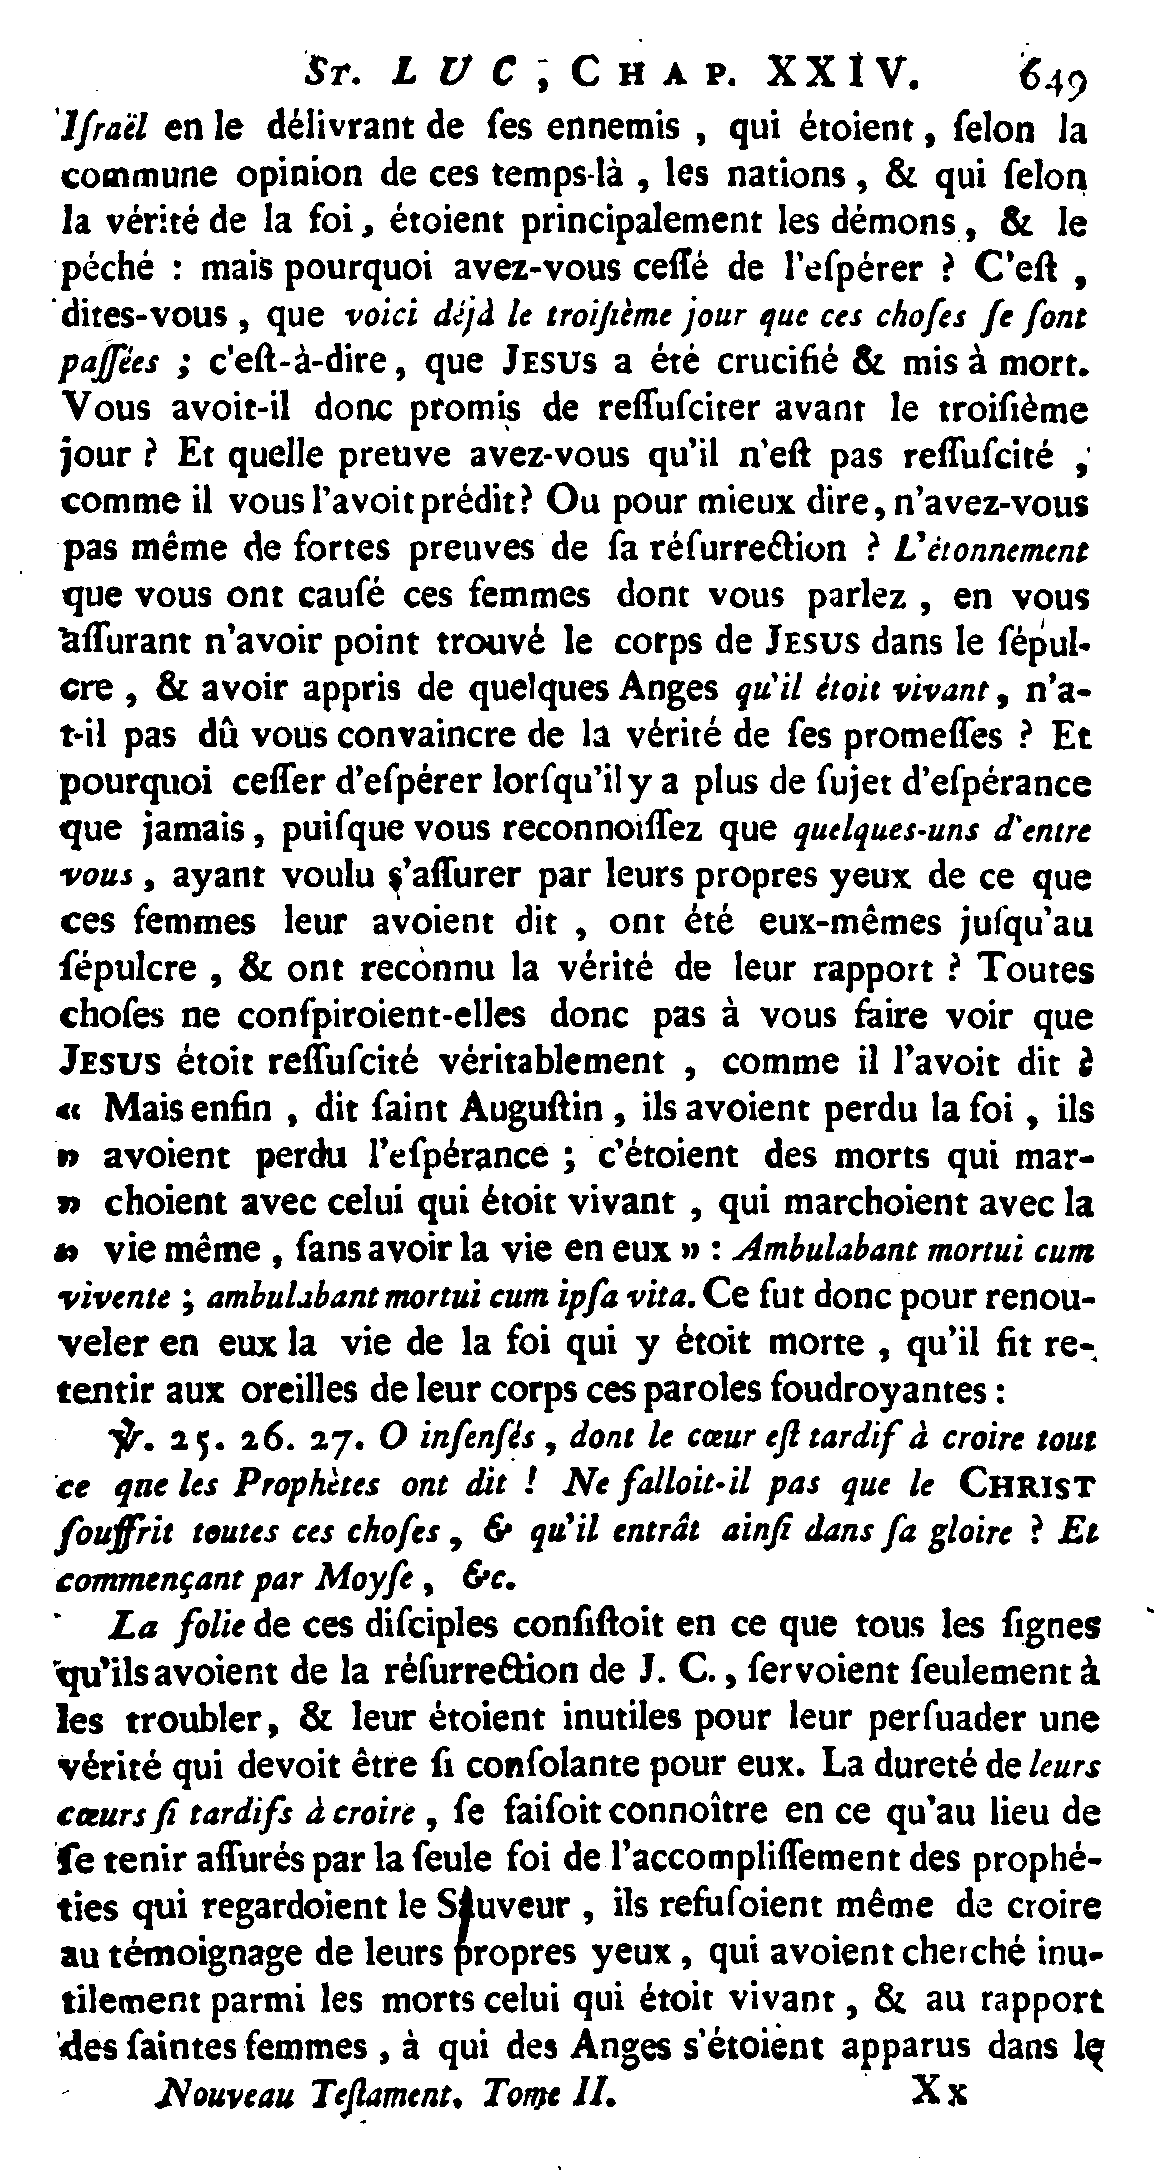 St. LUC, CHAP. XXIV. 649
Iſraël en le délivrant de ſes ennemis , qui étoient , ſelon la
commune opinion de ces temps-là , les nations , & qui ſelon
la vérité de la foi , étoient principalement les démons , & le
péché : mais pourquoi avez-vous ceſſé de l'eſpérer ? C'eſt ,
dites-vous , que voici déjà le troiſième jour que ces choſes ſe ſont
paſſées ; c'eſt-à-dire, que JESUS a été crucifié & mis à mort.
Vous avoit-il donc promis de reſſuſciter avant le troiſième
jour ? Et quelle preuve avez-vous qu'il n'eſt pas reſſuſcité ,
comme il vous l'avoit prédit ? Ou pour mieux dire, n'avez-vous
pas même de fortes preuves de ſa réſurrection ? L'étonnement
que vous ont cauſé ces femmes dont vous parlez , en vous
aſſurant n'avoir point trouvé le corps de JESUS dans le ſépul-
cre , & avoir appris de quelques Anges qu'il étoit vivant, n'a-
t-il pas dû vous convaincre de la vérité de ſes promeſſes ? Et
pourquoi ceſſer d'eſpérer lorſqu'il y a plus de ſujet d'eſpérance
que jamais, puiſque vous reconnoiſſez que quelques-uns d'entre
vous , ayant voulu s'aſſurer par leurs propres yeux de ce que
ces femmes leur avoient dit , ont été eux-mêmes juſqu'au
ſépulcre , & ont reconnu la vérité de leur rapport ? Toutes
choſes ne conſpiroient-elles donc pas à vous faire voir que
JESUS étoit reſſuſcité véritablement , comme il l'avoit dit ?
« Mais enfin , dit ſaint Auguſtin , ils avoient perdu la foi , ils
» avoient perdu l'eſpérance ; c'étoient des morts qui mar-
» choient avec celui qui étoit vivant , qui marchoient avec la
» vie même , ſans avoir la vie en eux » : Ambulabant mortui cum
vivente ; ambulabant mortui cum ipſa vita. Ce fut donc pour renou-
veler en eux la vie de la foi qui y étoit morte , qu'il fit re-
tentir aux oreilles de leur corps ces paroles foudroyantes :
℣. 25. 26. 27. O inſenſés , dont le cœur eſt tardif à croire tout
ce que les Prophètes ont dit ! Ne falloit-il pas que le CHRIST
ſouffrît toutes ces choſes , & qu'il entrât ainſi dans ſa gloire ? Et
commençant par Moyſe , &c.
La folie de ces diſciples conſiſtoit en ce que tous les ſignes
qu'ils avoient de la réſurrection de J. C. , ſervoient ſeulement à
les troubler, & leur étoient inutiles pour leur perſuader une
vérité qui devoit être ſi conſolante pour eux. La dureté de leurs
cœurs ſi tardifs à croire , ſe faiſoit connoître en ce qu'au lieu de
ſe tenir aſſurés par la ſeule foi de l'accompliſſement des prophé-
ties qui regardoient le Sauveur , ils refuſoient même de croire
au témoignage de leurs propres yeux , qui avoient cherché inu-
tilement parmi les morts celui qui étoit vivant , & au rapport
des ſaintes femmes , à qui des Anges s'étoient apparus dans le
Nouveau Teſtament. Tome II. Xx